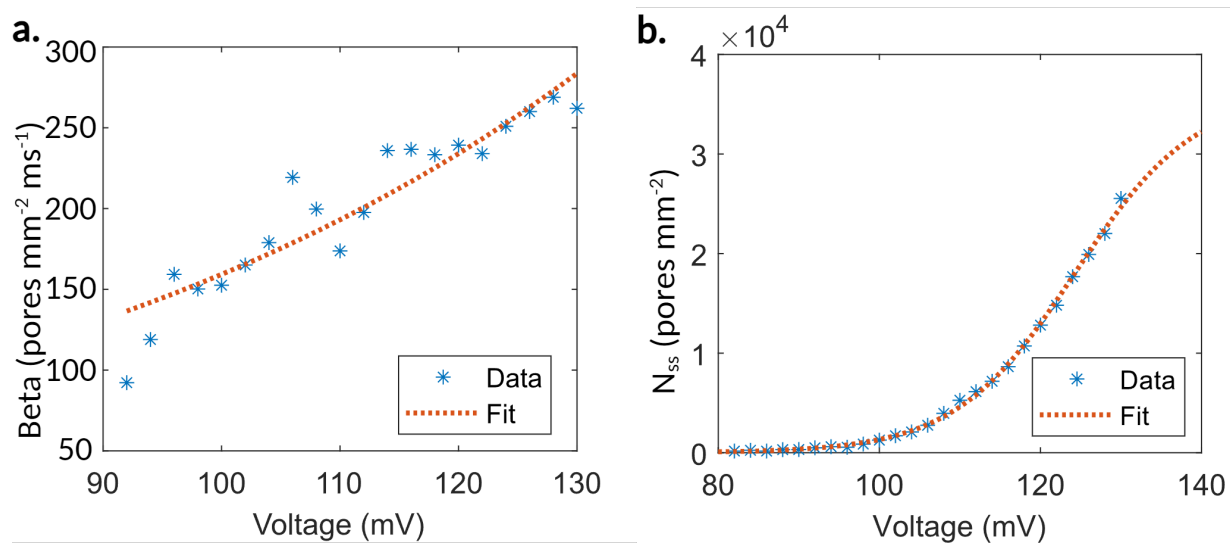 a.
300
250
200
150
100
50
90
100
110
120
130
Beta (pores mm⁻² ms⁻¹)
Voltage (mV)
Data
Fit
b.
×10⁴
4
3
2
1
0
80
100
120
140
Nₛₛ (pores mm⁻²)
Voltage (mV)
Data
Fit